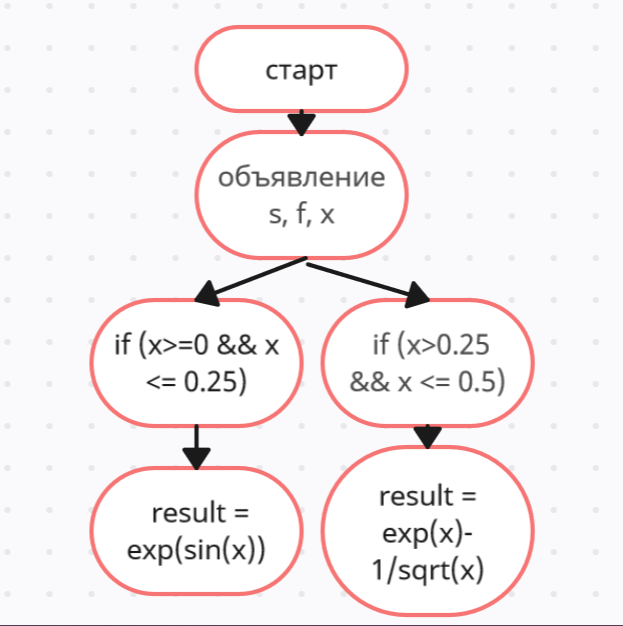 старт
объявление
s, f, x
if (x>=0 && x
<= 0.25)
if (x>0.25
&& x <= 0.5)
result =
exp(sin(x))
result =
exp(x)-
1/sqrt(x)